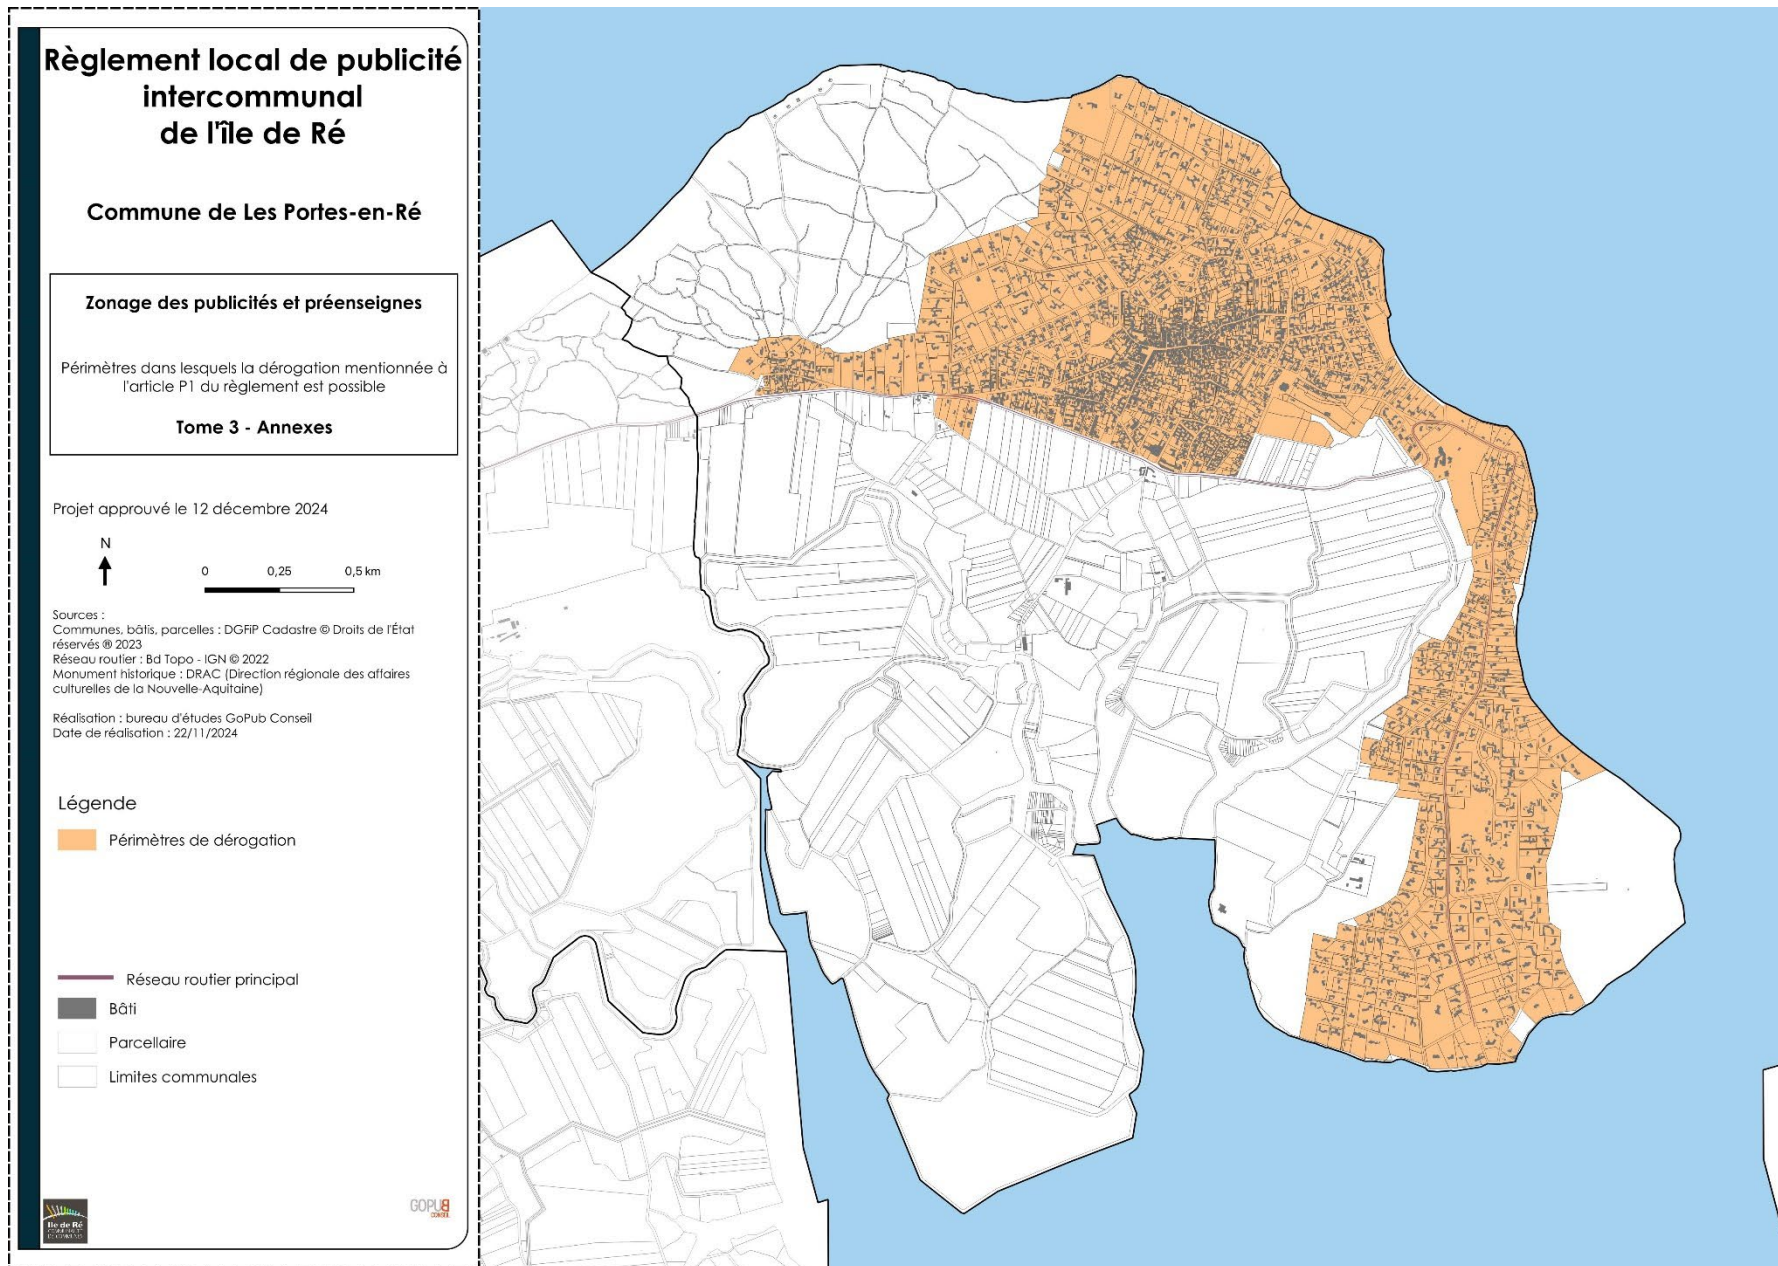 Règlement local de publicité
intercommunal
de l'île de Ré
Commune de Les Portes-en-Ré
Zonage des publicités et préenseignes
Périmètres dans lesquels la dérogation mentionnée à
l'article P1 du règlement est possible
Tome 3 - Annexes
Projet approuvé le 12 décembre 2024
N
0 0,25 0,5 km
Sources :
Communes, bâtis, parcelles : DGFiP Cadastre © Droits de l'État
réservés ® 2023
Réseau routier : Bd Topo - IGN © 2022
Monument historique : DRAC (Direction régionale des affaires
culturelles de la Nouvelle-Aquitaine)
Réalisation : bureau d'études GoPub Conseil
Date de réalisation : 22/11/2024
Légende
Périmètres de dérogation
Réseau routier principal
Bâti
Parcellaire
Limites communales
Ile de Ré
COMMUNAUTÉ
DE COMMUNES
GOPUB
CONSEIL